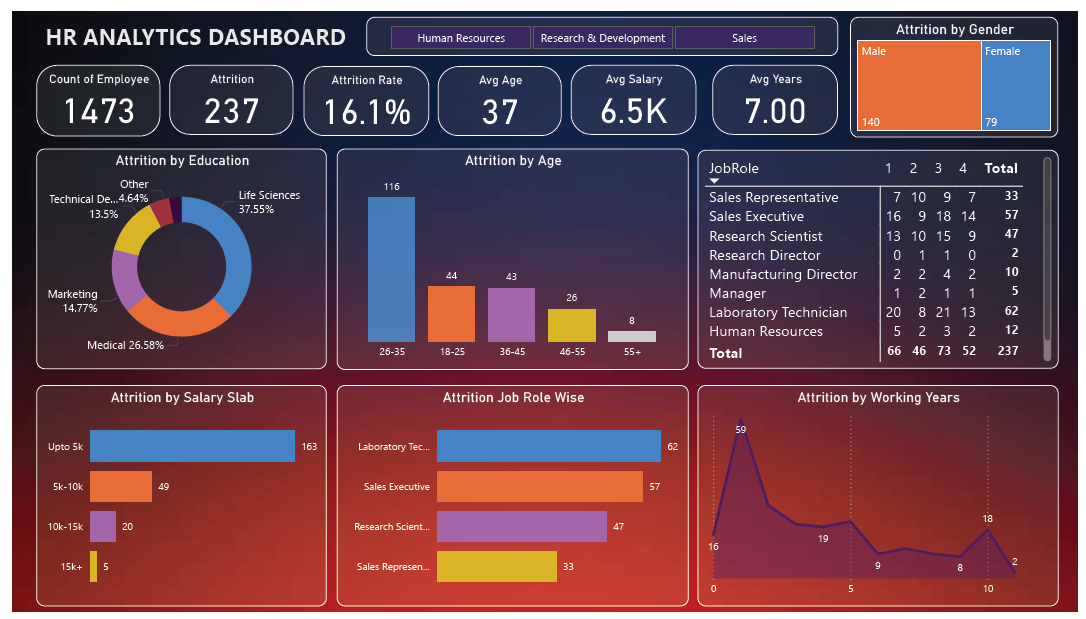 HR ANALYTICS DASHBOARD
Human Resources
Research & Development
Sales
Count of Employee
1473
Attrition
237
Attrition Rate
16.1%
Avg Age
37
Avg Salary
6.5K
Avg Years
7.00
Attrition by Gender
Male
140
Female
79
Attrition by Education
Other
4.64%
Technical De...
13.5%
Life Sciences
37.55%
Marketing
14.77%
Medical 26.58%
Attrition by Age
116
44
43
26
8
26-35
18-25
36-45
46-55
55+
JobRole 1 2 3 4 Total
Sales Representative 7 10 9 7 33
Sales Executive 16 9 18 14 57
Research Scientist 13 10 15 9 47
Research Director 0 1 1 0 2
Manufacturing Director 2 2 4 2 10
Manager 1 2 1 1 5
Laboratory Technician 20 8 21 13 62
Human Resources 5 2 3 2 12
Total 66 46 73 52 237
Attrition by Salary Slab
Upto 5k 163
5k-10k 49
10k-15k 20
15k+ 5
Attrition Job Role Wise
Laboratory Tec... 62
Sales Executive 57
Research Scient... 47
Sales Represen... 33
Attrition by Working Years
59
16
19
9
8
18
2
0
5
10